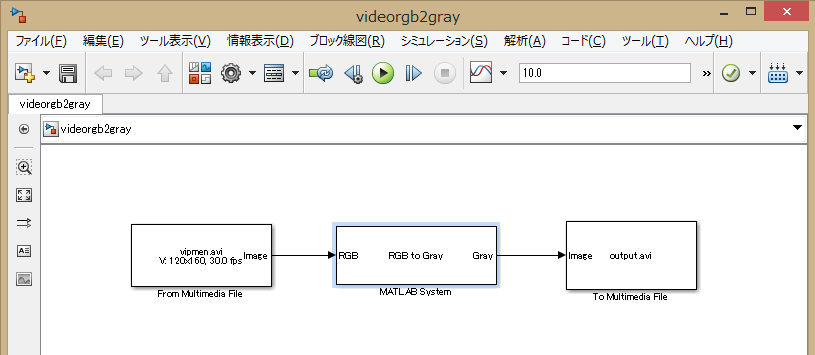 videorgb2gray
ファイル(F) 編集(E) ツール表示(V) 情報表示(D) ブロック線図(R) シミュレーション(S) 解析(A) コード(C) ツール(T) ヘルプ(H)
10.0 »
videorgb2gray
videorgb2gray
vipmen.avi
V: 120x160, 30.0 fps
Image
From Multimedia File
RGB RGB to Gray Gray
MATLAB System
Image output.avi
To Multimedia File